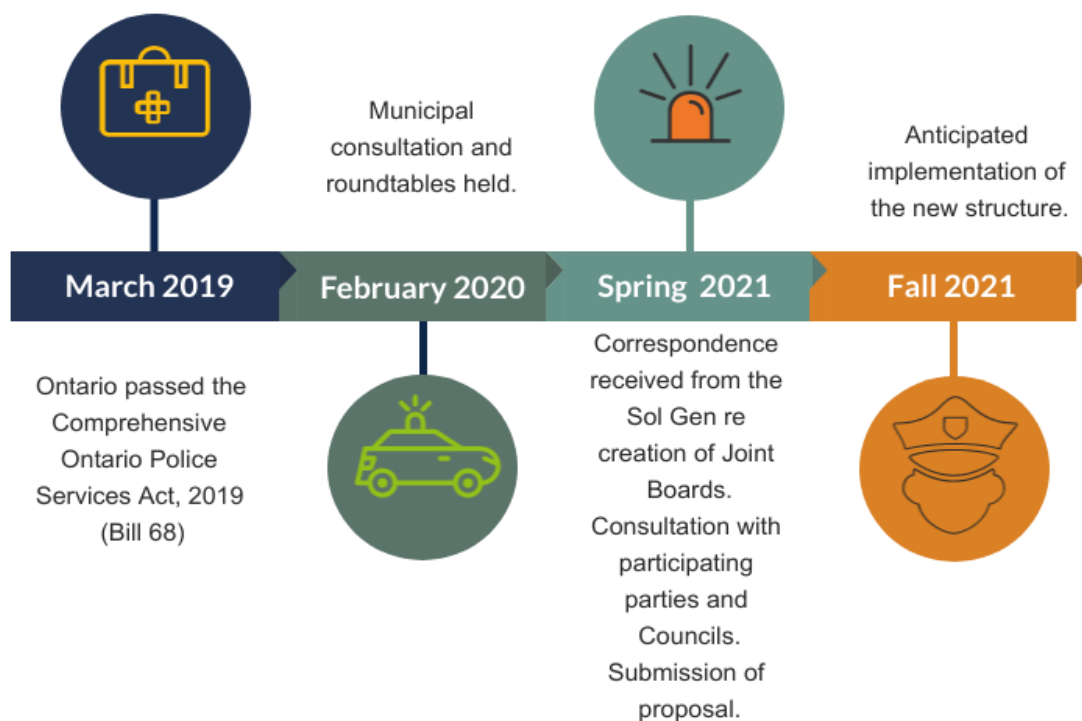 March 2019
Ontario passed the
Comprehensive
Ontario Police
Services Act, 2019
(Bill 68)
Municipal
consultation and
roundtables held.
February 2020
Spring 2021
Correspondence
received from the
Sol Gen re
creation of Joint
Boards.
Consultation with
participating
parties and
Councils.
Submission of
proposal.
Anticipated
implementation of
the new structure.
Fall 2021